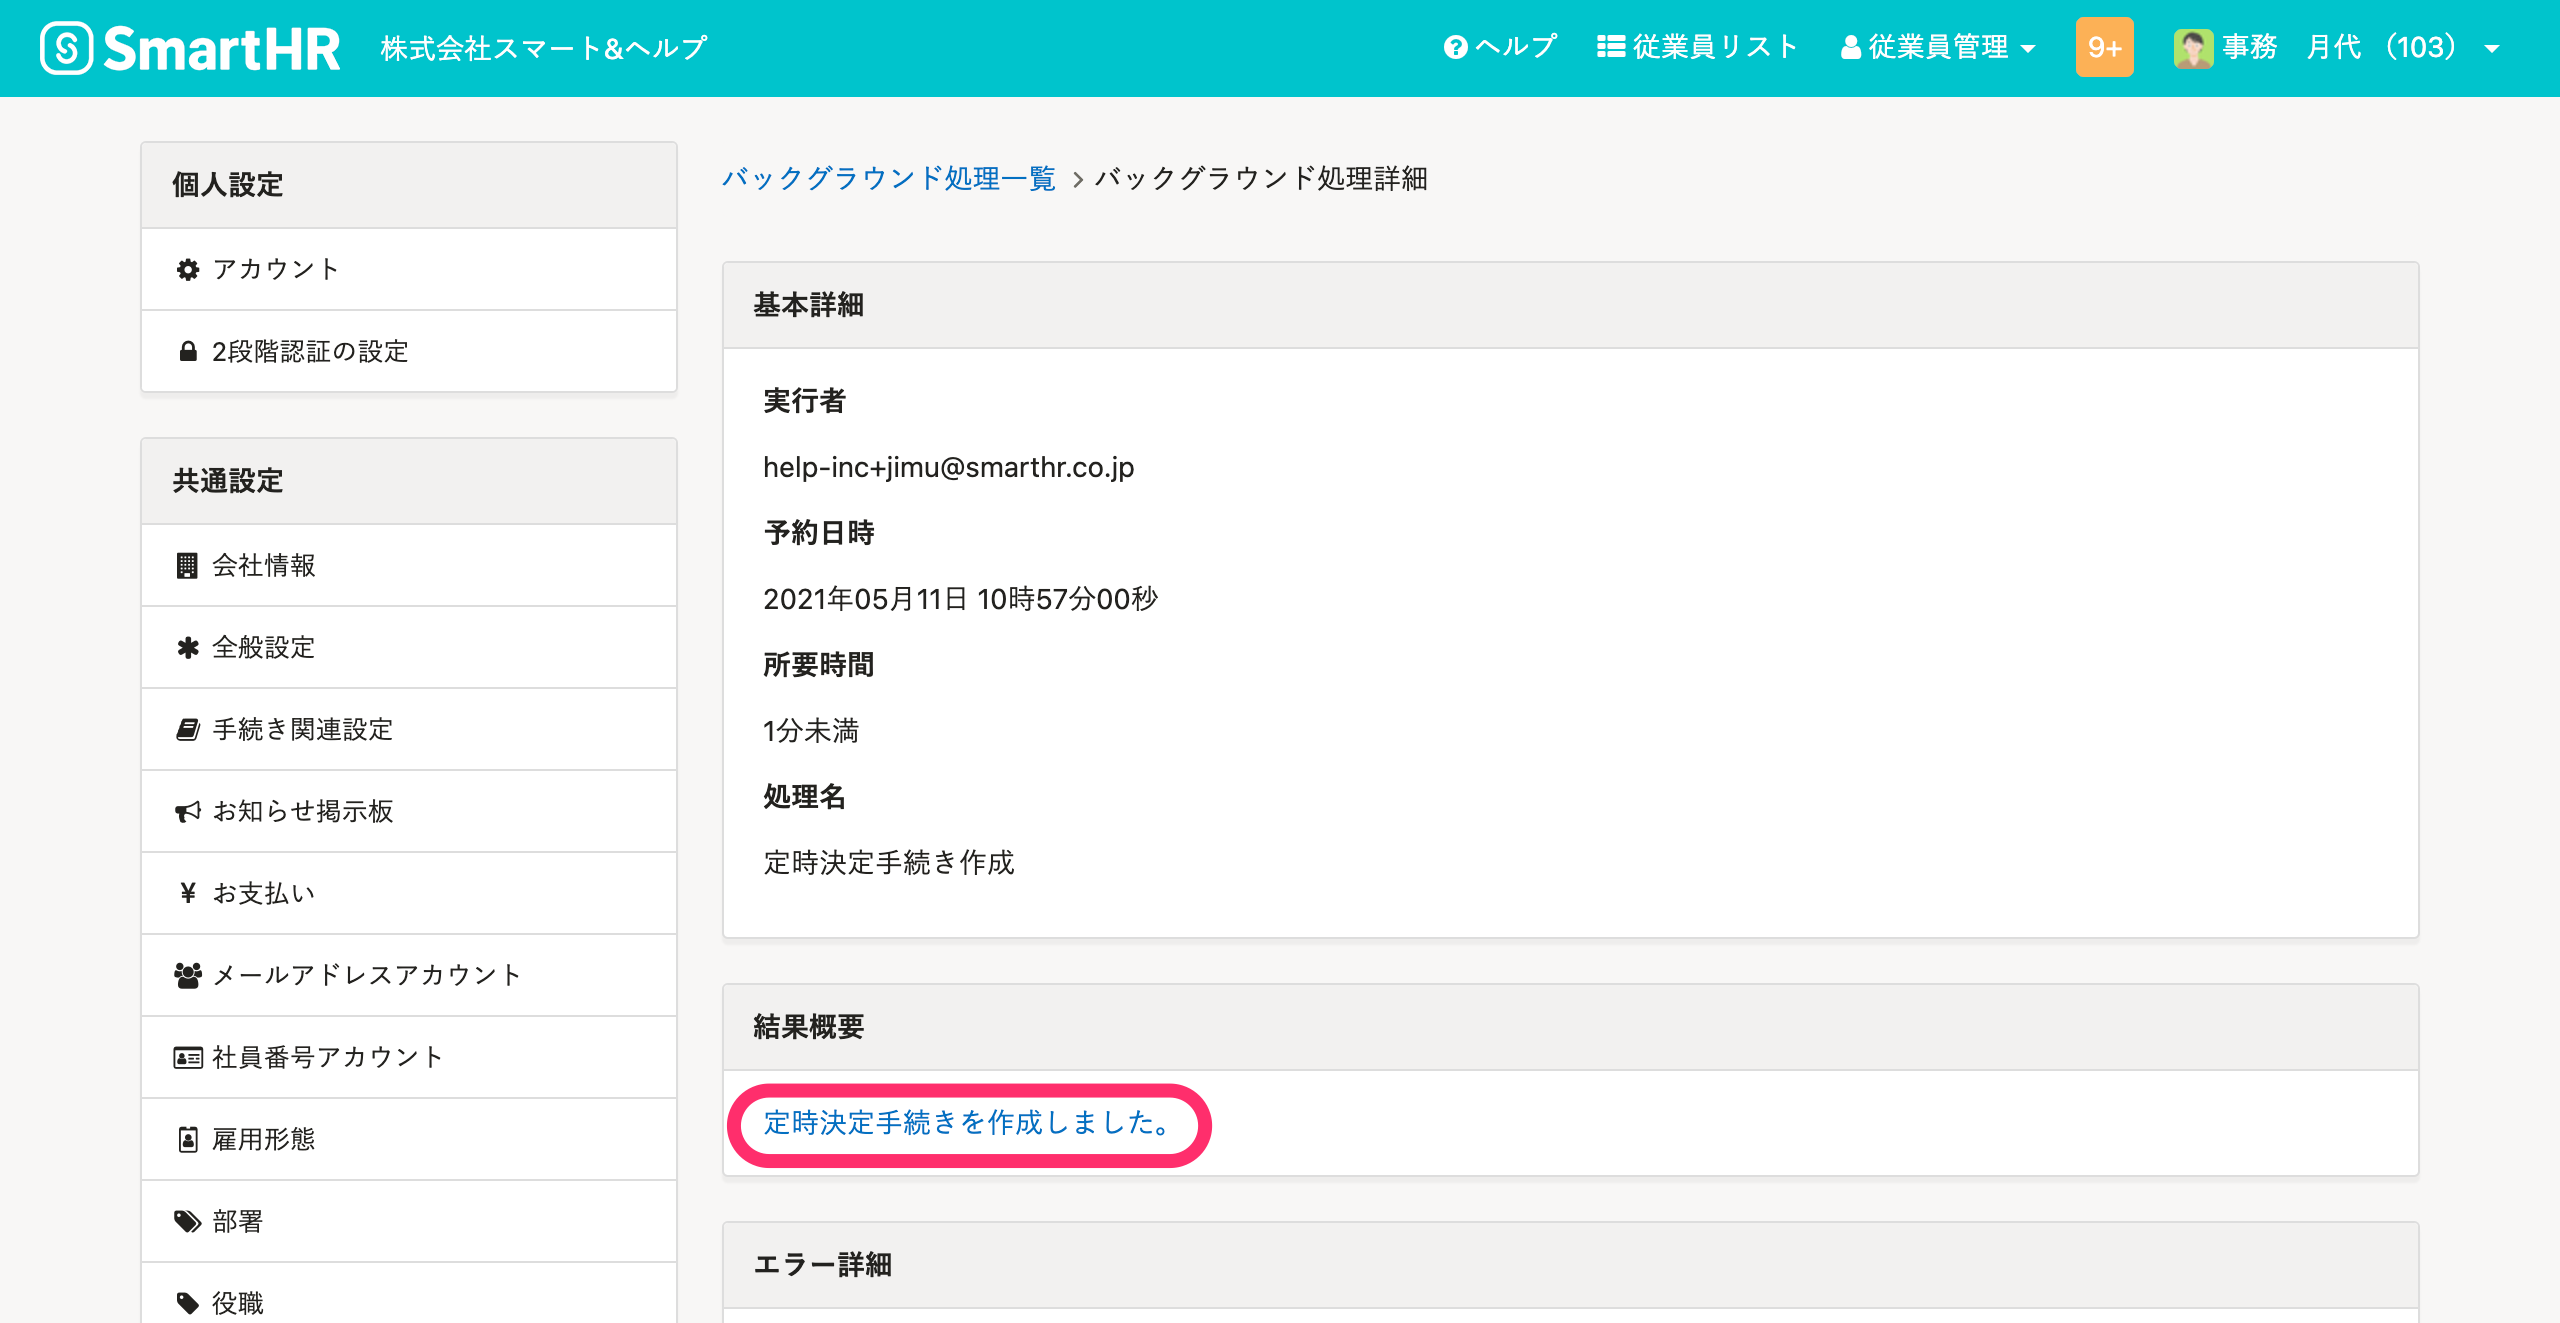 SmartHR 株式会社スマート&ヘルプ ヘルプ 従業員リスト 従業員管理 9+ 事務 月代 (103)
個人設定
アカウント
2段階認証の設定
共通設定
会社情報
全般設定
手続き関連設定
お知らせ掲示板
¥ お支払い
メールアドレスアカウント
社員番号アカウント
雇用形態
部署
役職
バックグラウンド処理一覧 > バックグラウンド処理詳細
基本詳細
実行者
help-inc+jimu@smarthr.co.jp
予約日時
2021年05月11日 10時57分00秒
所要時間
1分未満
処理名
定時決定手続き作成
結果概要
定時決定手続きを作成しました。
エラー詳細